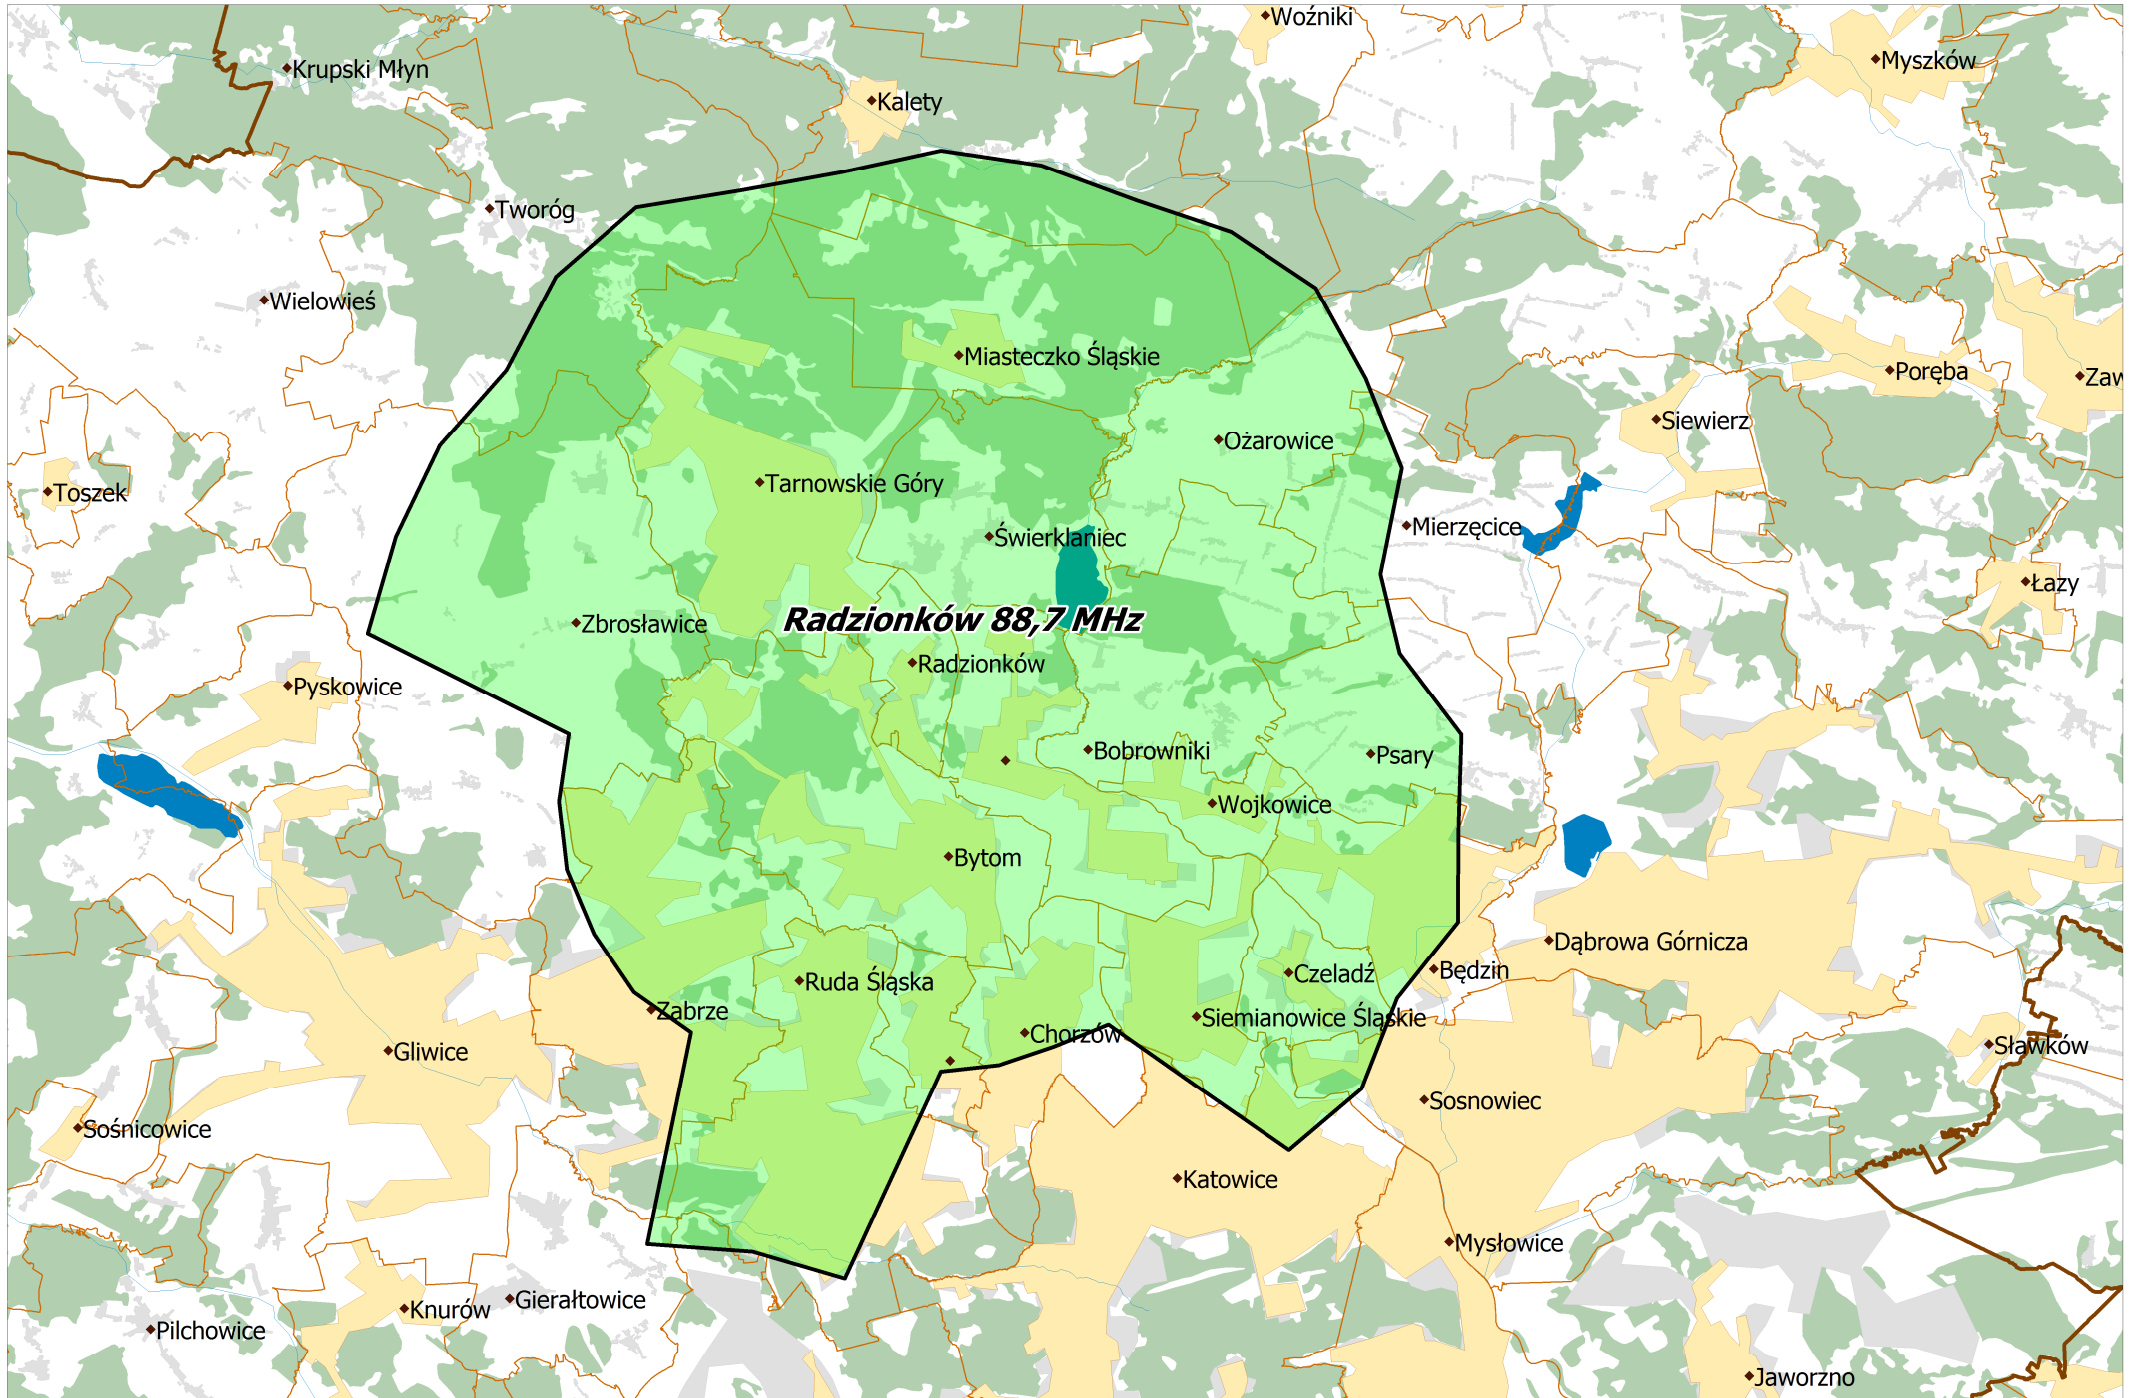 Woźniki
Myszków
Krupski Młyn
Kalety
Tworóg
Wielowieś
Miasteczko Śląskie
Poręba
Zaw
Siewierz
Ożarowice
Tarnowskie Góry
Toszek
Mierzęcice
Świerklaniec
Łazy
Zbrosławice
Radzionków 88,7 MHz
Radzionków
Pyskowice
Bobrowniki
Psary
Wojkowice
Bytom
Dąbrowa Górnicza
Będzin
Czeladź
Ruda Śląska
Zabrze
Siemianowice Śląskie
Chorzów
Sławków
Gliwice
Sosnowiec
Sośnicowice
Katowice
Mysłowice
Gierałtowice
Knurów
Pilchowice
Jaworzno